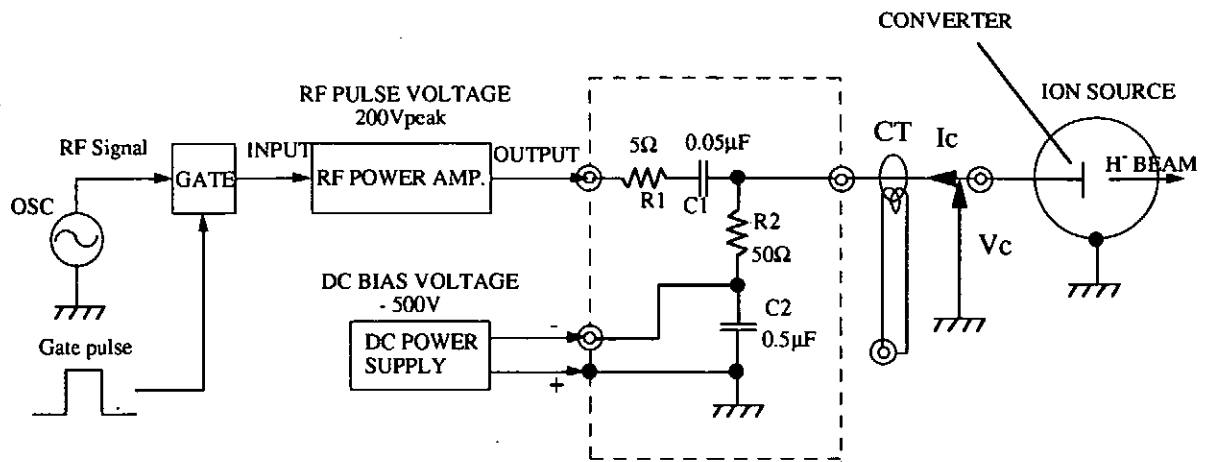 CONVERTER
RF PULSE VOLTAGE
200Vpeak
ION SOURCE
RF Signal
INPUT
OUTPUT
5Ω
0.05μF
CT
Ic
GATE
RF POWER AMP.
H⁻ BEAM
OSC
R1
C1
R2
50Ω
Vc
DC BIAS VOLTAGE
- 500V
C2
0.5μF
Gate pulse
DC POWER
SUPPLY
-
+